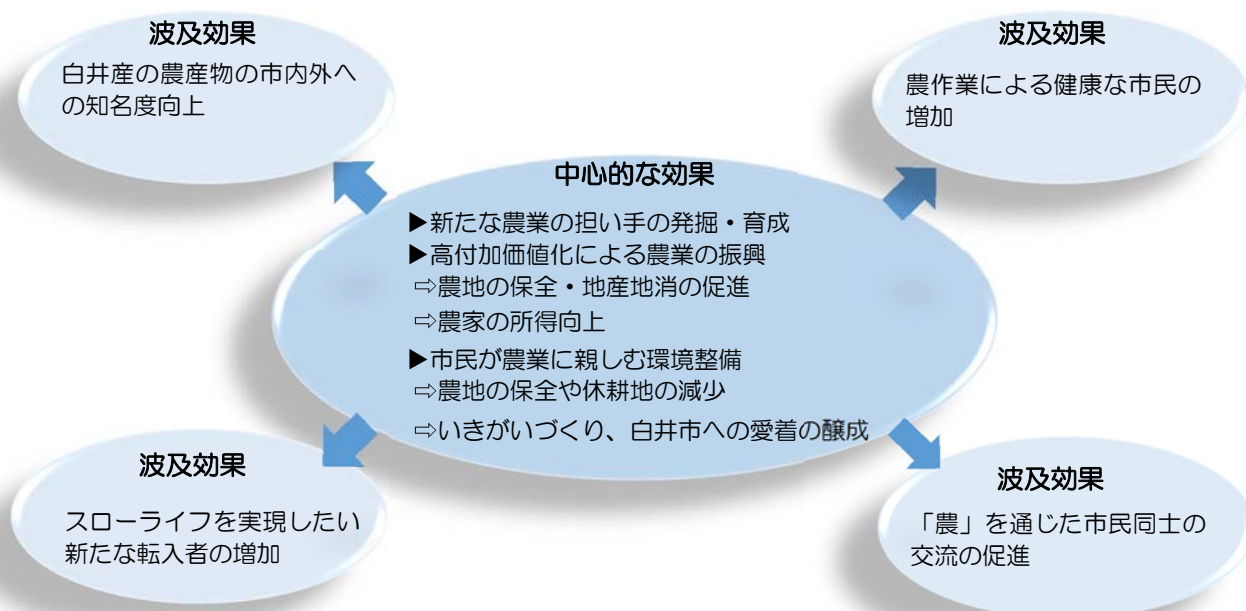 波及効果
白井産の農産物の市内外へ
の知名度向上
波及効果
農作業による健康な市民の
増加
中心的な効果
▶新たな農業の担い手の発掘・育成
▶高付加価値化による農業の振興
⇨農地の保全・地産地消の促進
⇨農家の所得向上
▶市民が農業に親しむ環境整備
⇨農地の保全や休耕地の減少
⇨いきがいづくり、白井市への愛着の醸成
波及効果
スローライフを実現したい
新たな転入者の増加
波及効果
「農」を通じた市民同士の
交流の促進